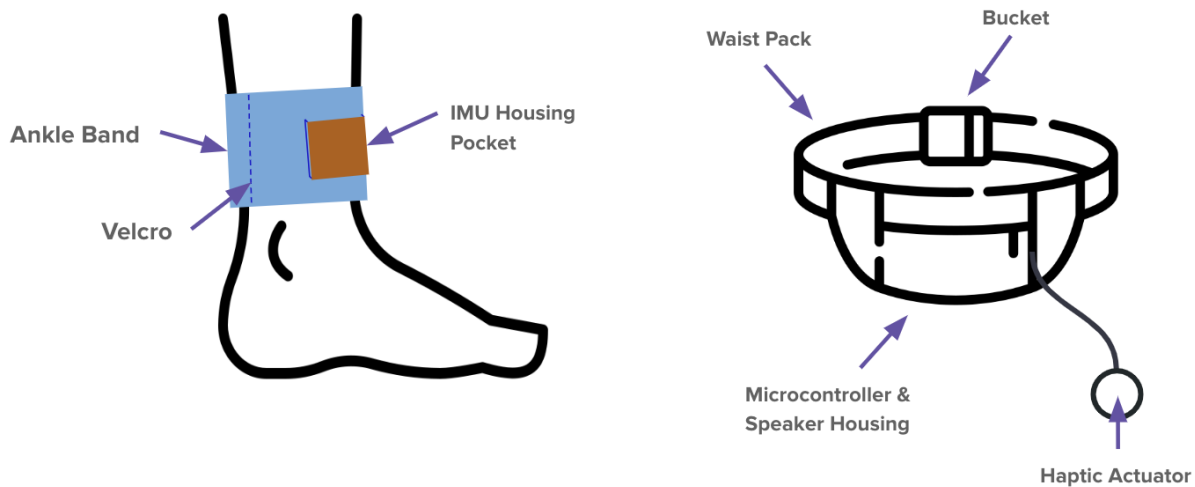 Ankle Band
Velcro
IMU Housing
Pocket
Waist Pack
Bucket
Microcontroller &
Speaker Housing
Haptic Actuator